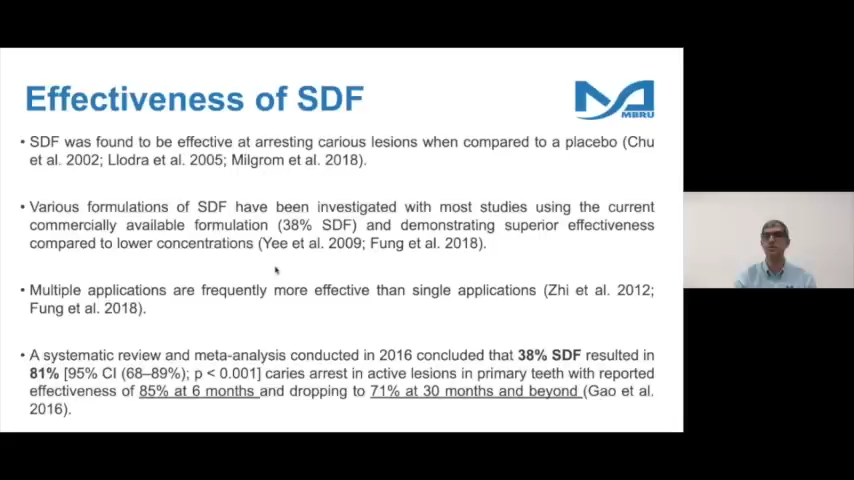 Effectiveness of SDF
MBRU
• SDF was found to be effective at arresting carious lesions when compared to a placebo (Chu
et al. 2002; Llodra et al. 2005; Milgrom et al. 2018).
• Various formulations of SDF have been investigated with most studies using the current
commercially available formulation (38% SDF) and demonstrating superior effectiveness
compared to lower concentrations (Yee et al. 2009; Fung et al. 2018).
• Multiple applications are frequently more effective than single applications (Zhi et al. 2012;
Fung et al. 2018).
• A systematic review and meta-analysis conducted in 2016 concluded that 38% SDF resulted in
81% [95% CI (68–89%); p < 0.001] caries arrest in active lesions in primary teeth with reported
effectiveness of 85% at 6 months and dropping to 71% at 30 months and beyond (Gao et al.
2016).